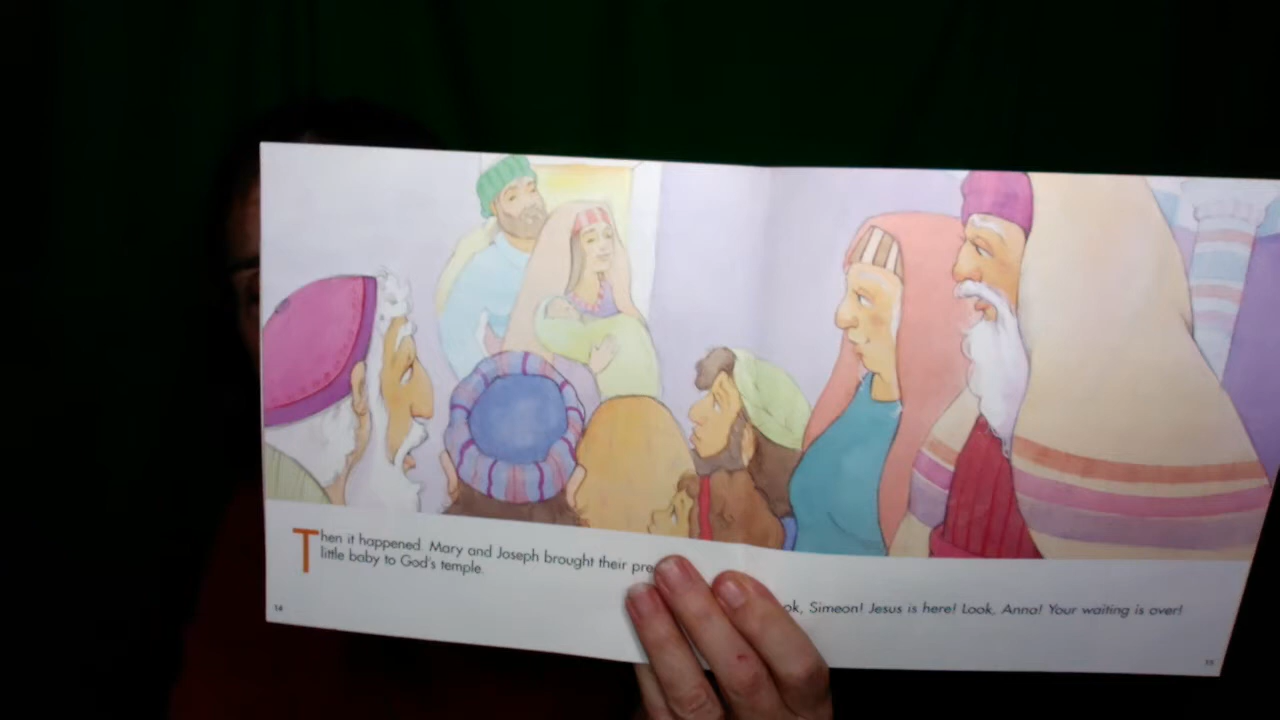 Then it happened. Mary and Joseph brought their
little baby to God's temple.
14
Simeon! Jesus is here! Look, Anna! Your waiting is over!
15